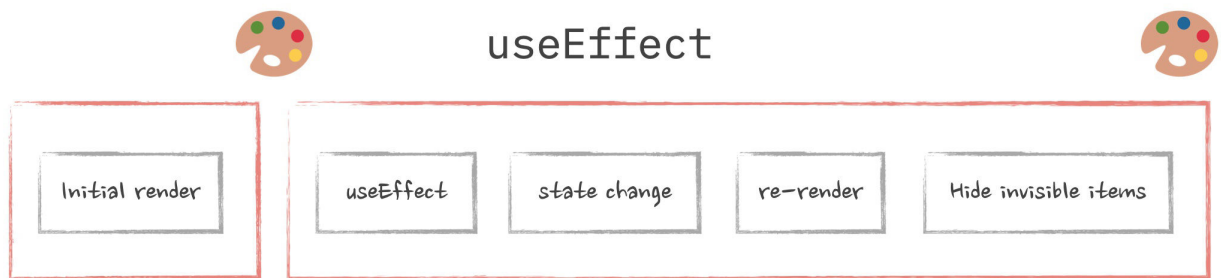 useEffect
Initial render
useEffect
state change
re-render
Hide invisible items